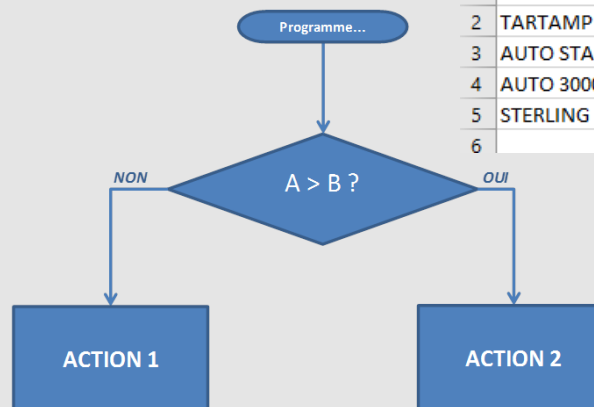 Programme...
2 TARTAMP
3 AUTO STA
4 AUTO 3000
5 STERLING
6
A > B ?
NON
OUI
ACTION 1
ACTION 2